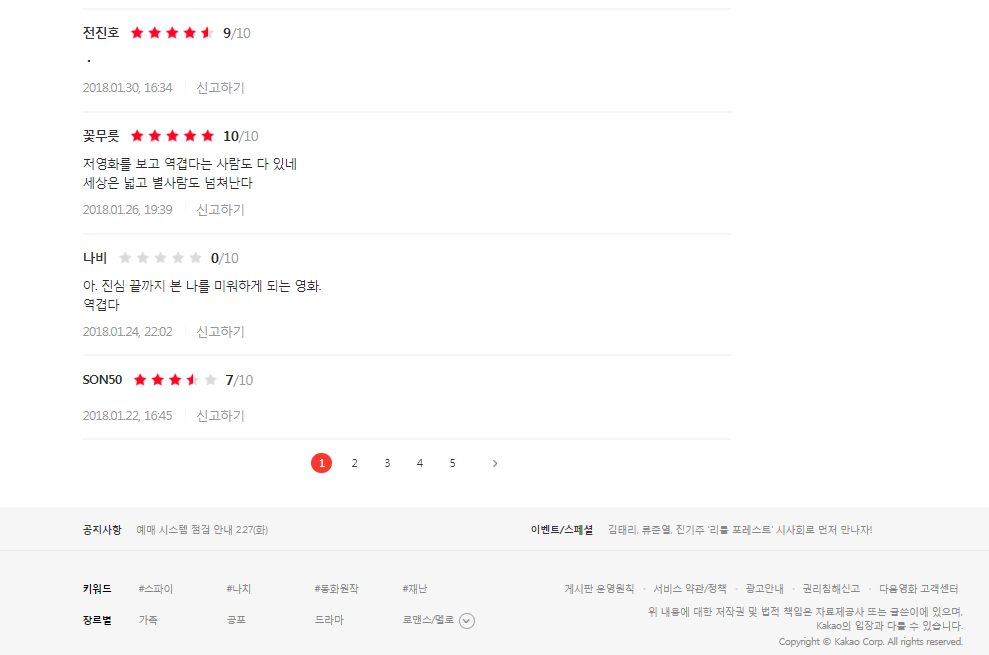 전진호 9/10
.
2018.01.30, 16:34 신고하기
꽃무릇 10/10
저영화를 보고 역겹다는 사람도 다 있네
세상은 넓고 별사람도 넘쳐난다
2018.01.26, 19:39 신고하기
나비 0/10
아. 진심 끝까지 본 나를 미워하게 되는 영화.
역겹다
2018.01.24, 22:02 신고하기
SON50 7/10
2018.01.22, 16:45 신고하기
1 2 3 4 5 >
공지사항 예매 시스템 점검 안내 2.27(화) 이벤트/스페셜 김태리, 류준열, 진기주 '리틀 포레스트' 시사회로 먼저 만나자!
키워드 #스파이 #나치 #동화원작 #재난 게시판 운영원칙 · 서비스 약관/정책 · 광고안내 · 권리침해신고 · 다음영화 고객센터
장르별 가족 공포 드라마 로맨스/멜로
위 내용에 대한 저작권 및 법적 책임은 자료제공사 또는 글쓴이에 있으며,
Kakao의 입장과 다를 수 있습니다.
Copyright © Kakao Corp. All rights reserved.